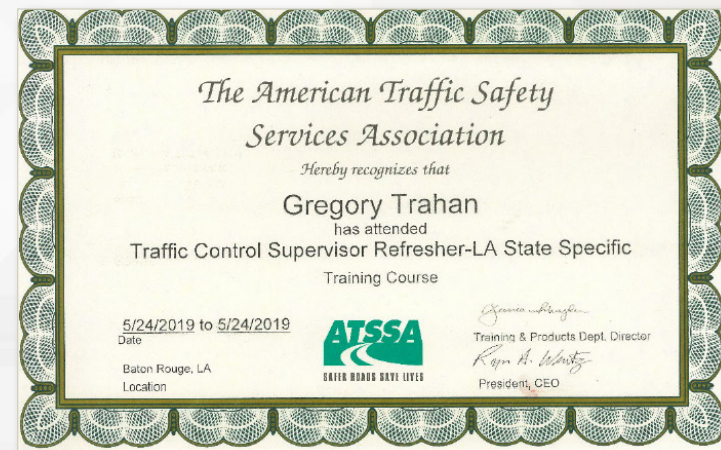 The American Traffic Safety
Services Association
Hereby recognizes that
Gregory Trahan
has attended
Traffic Control Supervisor Refresher-LA State Specific
Training Course
5/24/2019 to 5/24/2019
Date
Baton Rouge, LA
Location
ATSSA
SAFER ROADS SAVE LIVES
Training & Products Dept. Director
President, CEO